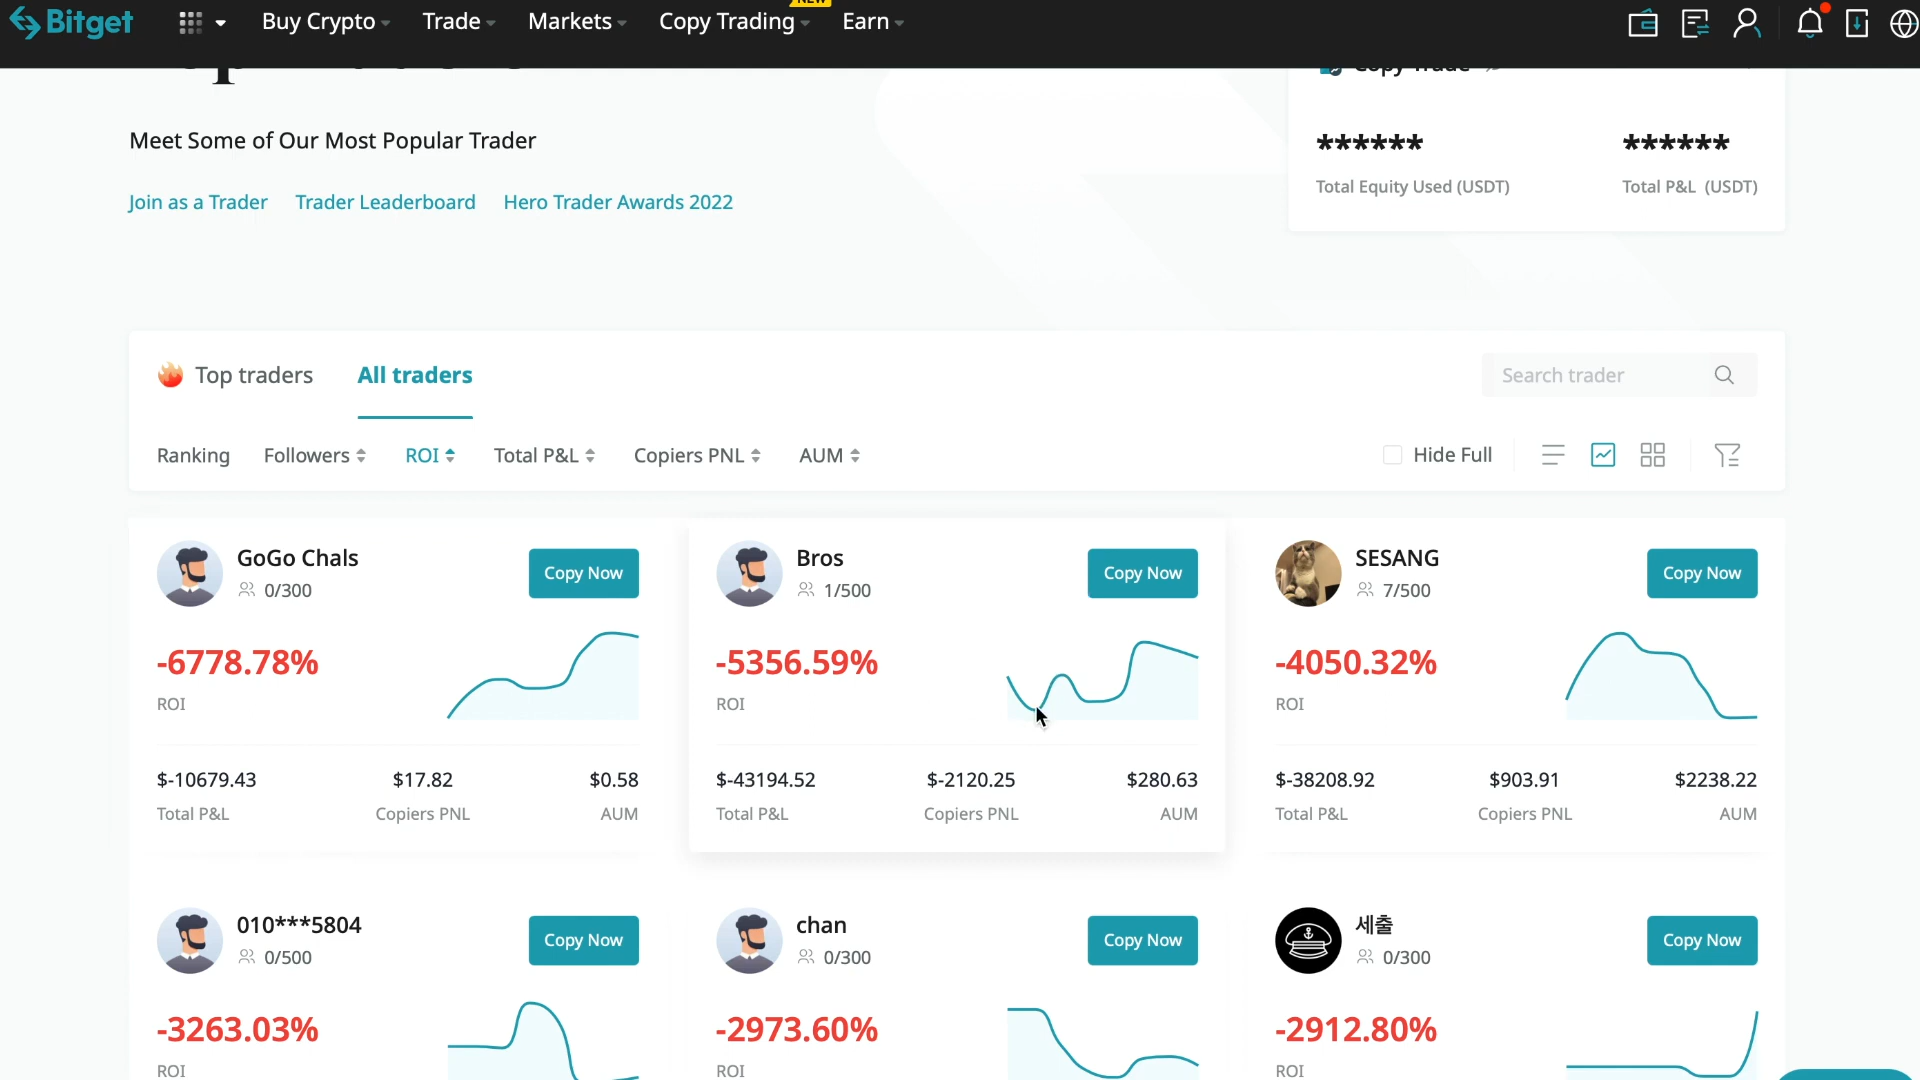 Bitget
Buy Crypto
Trade
Markets
Copy Trading
NEW
Earn
Copy Trade
Meet Some of Our Most Popular Trader
Join as a Trader
Trader Leaderboard
Hero Trader Awards 2022
******
******
Total Equity Used (USDT)
Total P&L (USDT)
Top traders
All traders
Search trader
Ranking
Followers
ROI
Total P&L
Copiers PNL
AUM
Hide Full
GoGo Chals
0/300
Copy Now
-6778.78%
ROI
$-10679.43
$17.82
$0.58
Total P&L
Copiers PNL
AUM
Bros
1/500
Copy Now
-5356.59%
ROI
$-43194.52
$-2120.25
$280.63
Total P&L
Copiers PNL
AUM
SESANG
7/500
Copy Now
-4050.32%
ROI
$-38208.92
$903.91
$2238.22
Total P&L
Copiers PNL
AUM
010***5804
0/500
Copy Now
-3263.03%
ROI
chan
0/300
Copy Now
-2973.60%
ROI
세출
0/300
Copy Now
-2912.80%
ROI